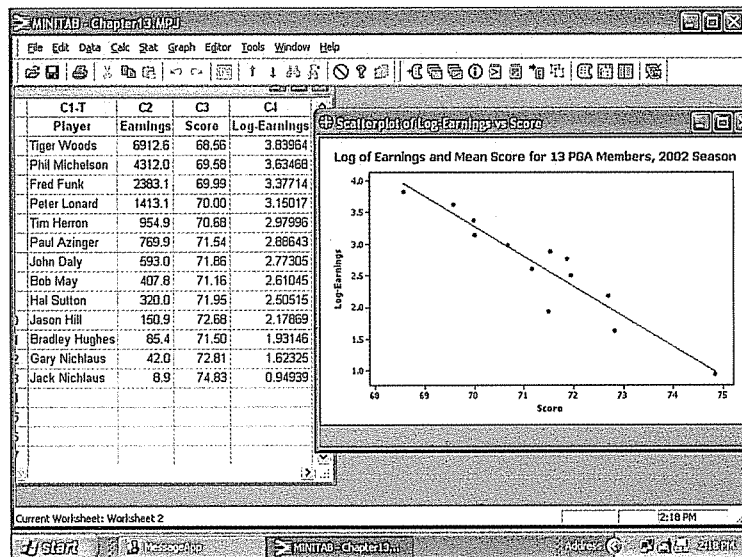 MINITAB - Chapter13.MPJ
File Edit Data Calc Stat Graph Editor Tools Window Help
C1-T C2 C3 C4
Player Earnings Score Log-Earnings
Tiger Woods 6912.6 68.56 3.83964
Phil Michelson 4312.0 69.58 3.63468
Fred Funk 2383.1 69.99 3.37714
Peter Lonard 1413.1 70.00 3.15017
Tim Herron 954.9 70.68 2.97996
Paul Azinger 769.9 71.54 2.88643
John Daly 593.0 71.86 2.77305
Bob May 407.8 71.16 2.61045
Hal Sutton 320.0 71.95 2.50515
Jason Hill 150.9 72.68 2.17869
Bradley Hughes 85.4 71.50 1.93146
Gary Nichlaus 42.0 72.81 1.62325
Jack Nichlaus 8.9 74.83 0.94939
Scatterplot of Log-Earnings vs Score
Log of Earnings and Mean Score for 13 PGA Members, 2002 Season
4.0
3.5
3.0
2.5
2.0
1.5
1.0
Log-Earnings
69 69 70 71 72 73 74 75
Score
Current Worksheet: Worksheet 2
2:18 PM
start MessageApp MINITAB - Chapter13... Address 2:18 PM